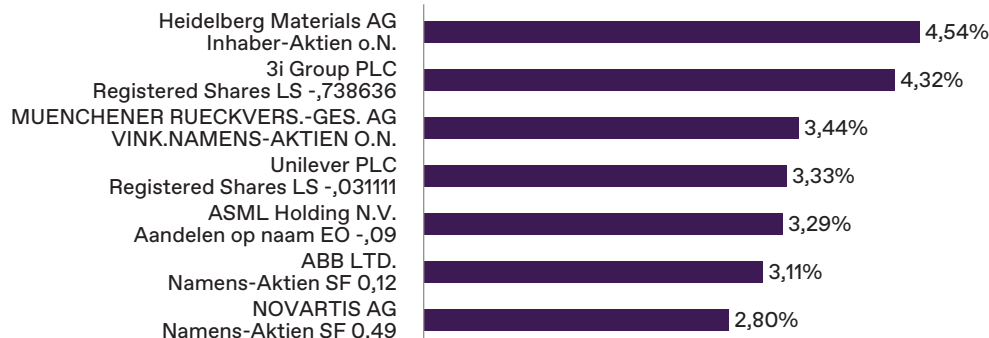 Heidelberg Materials AG
Inhaber-Aktien o.N.
4,54%
3i Group PLC
Registered Shares LS -,738636
4,32%
MUENCHENER RUECKVERS.-GES. AG
VINK.NAMENS-AKTIEN O.N.
3,44%
Unilever PLC
Registered Shares LS -,031111
3,33%
ASML Holding N.V.
Aandelen op naam EO -,09
3,29%
ABB LTD.
Namens-Aktien SF 0,12
3,11%
NOVARTIS AG
Namens-Aktien SF 0,49
2,80%